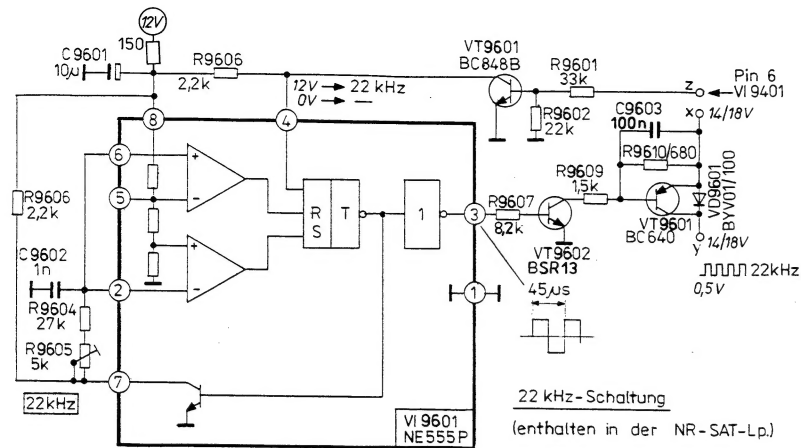 12V
150
C9601
10µ
R9606
2,2k
12V → 22 kHz
0V → —
VT9601
BC848B
R9601
33k
R9602
22k
Z
Pin 6
VI 9401
X 14/18V
C9603
100n
R9610/680
R9609
1,5k
VD9601
BYV01/100
VT9601
BC640
Y 14/18V
22kHz
0,5V
8
4
6
5
2
7
3
1
+
-
+
-
R
S
T
1
R9606
2,2k
C9602
1n
R9604
27k
R9605
5k
22kHz
R9607
8,2k
VT9602
BSR13
45µs
VI 9601
NE555P
22 kHz-Schaltung
(enthalten in der NR-SAT-Lp.)